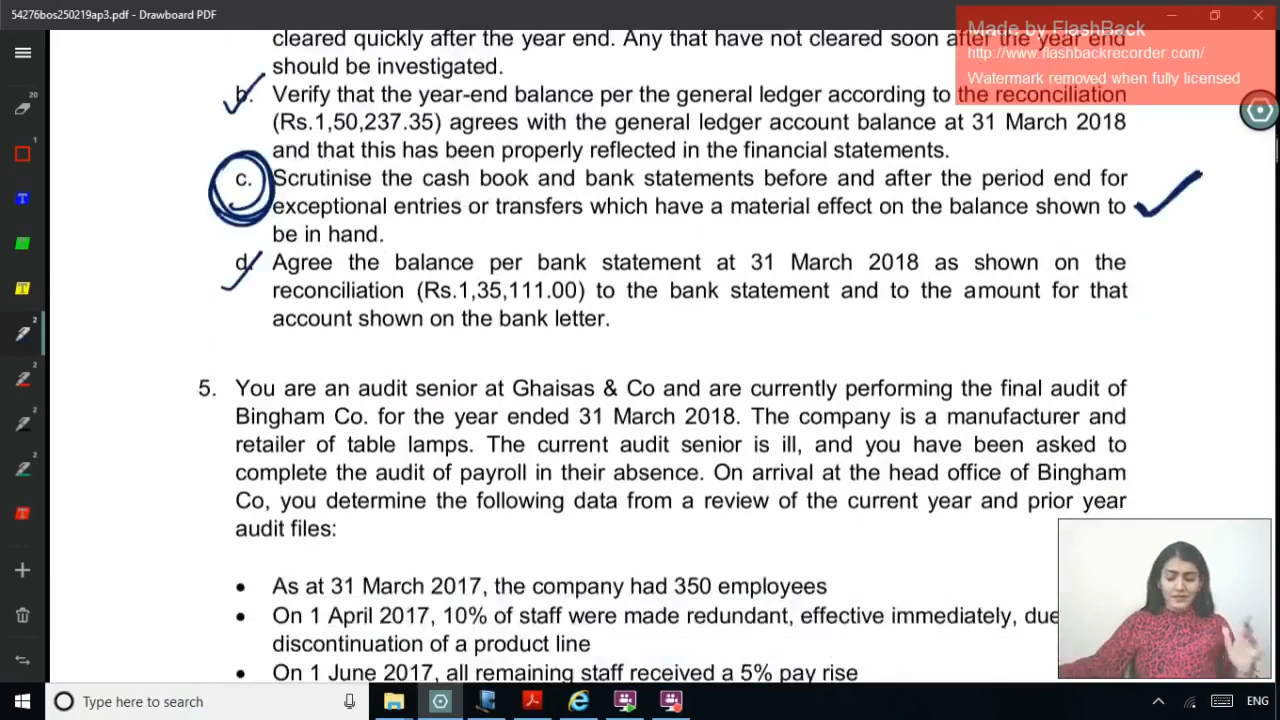 54276bos250219ap3.pdf - Drawboard PDF
Made by FlashBack
http://www.flashbackrecorder.com/
Watermark removed when fully licensed
cleared quickly after the year end. Any that have not cleared soon after the year end
should be investigated.
b. Verify that the year-end balance per the general ledger according to the reconciliation
(Rs.1,50,237.35) agrees with the general ledger account balance at 31 March 2018
and that this has been properly reflected in the financial statements.
c. Scrutinise the cash book and bank statements before and after the period end for
exceptional entries or transfers which have a material effect on the balance shown to
be in hand.
d. Agree the balance per bank statement at 31 March 2018 as shown on the
reconciliation (Rs.1,35,111.00) to the bank statement and to the amount for that
account shown on the bank letter.
5. You are an audit senior at Ghaisas & Co and are currently performing the final audit of
Bingham Co. for the year ended 31 March 2018. The company is a manufacturer and
retailer of table lamps. The current audit senior is ill, and you have been asked to
complete the audit of payroll in their absence. On arrival at the head office of Bingham
Co, you determine the following data from a review of the current year and prior year
audit files:
• As at 31 March 2017, the company had 350 employees
• On 1 April 2017, 10% of staff were made redundant, effective immediately, due
discontinuation of a product line
• On 1 June 2017, all remaining staff received a 5% pay rise
Type here to search
ENG